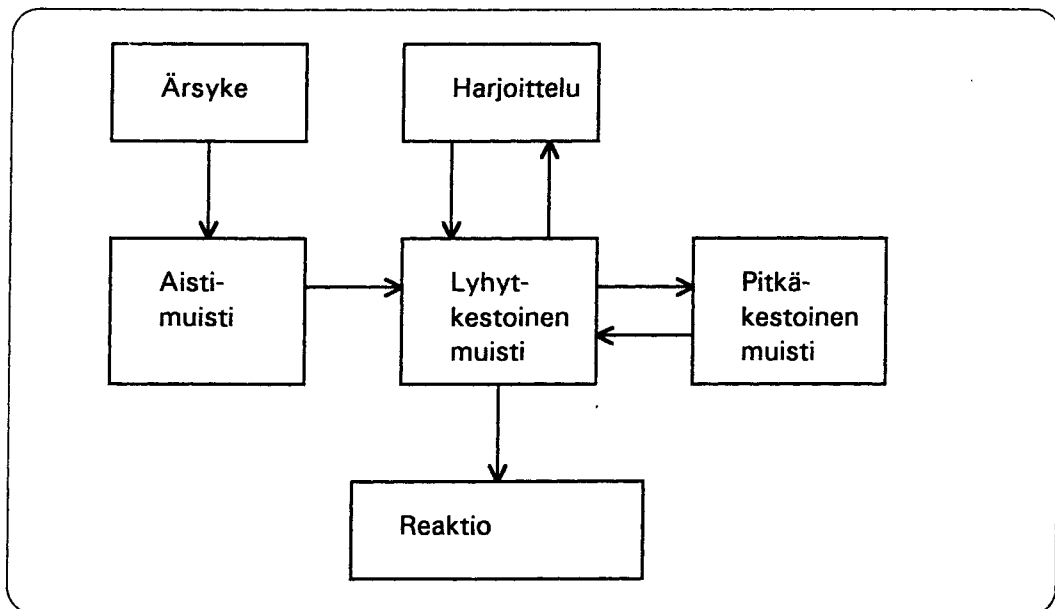 Ärsyke
Harjoittelu
Aisti-
muisti
Lyhyt-
kestoinen
muisti
Pitkä-
kestoinen
muisti
Reaktio